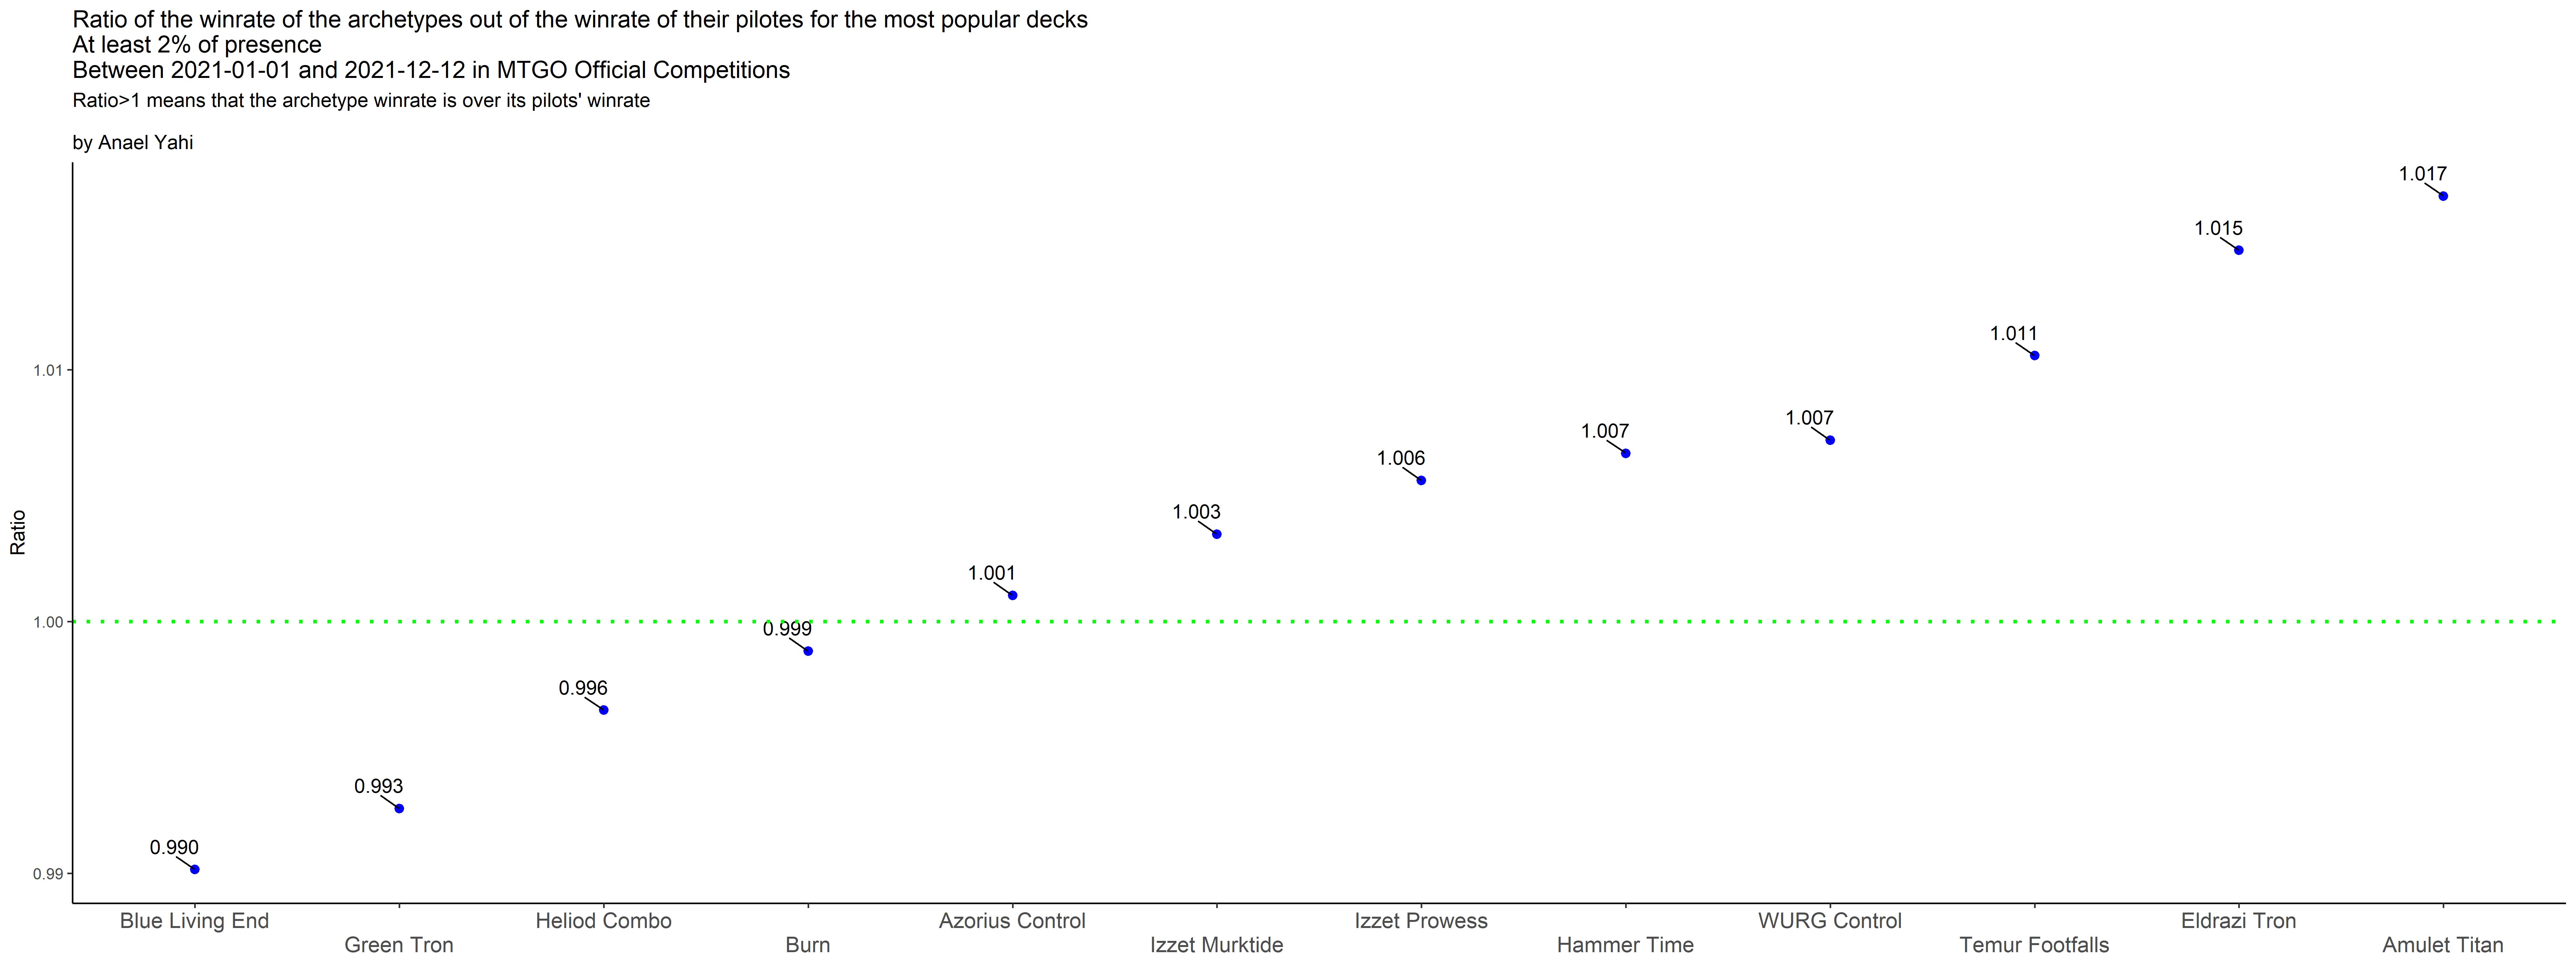 Ratio of the winrate of the archetypes out of the winrate of their pilotes for the most popular decks
At least 2% of presence
Between 2021-01-01 and 2021-12-12 in MTGO Official Competitions
Ratio>1 means that the archetype winrate is over its pilots' winrate
by Anael Yahi
1.017
1.015
1.011
1.01
1.007
1.007
1.006
1.003
Ratio
1.001
1.00
0.999
0.996
0.993
0.990
0.99
Blue Living End
Green Tron
Heliod Combo
Burn
Azorius Control
Izzet Murktide
Izzet Prowess
Hammer Time
WURG Control
Temur Footfalls
Eldrazi Tron
Amulet Titan